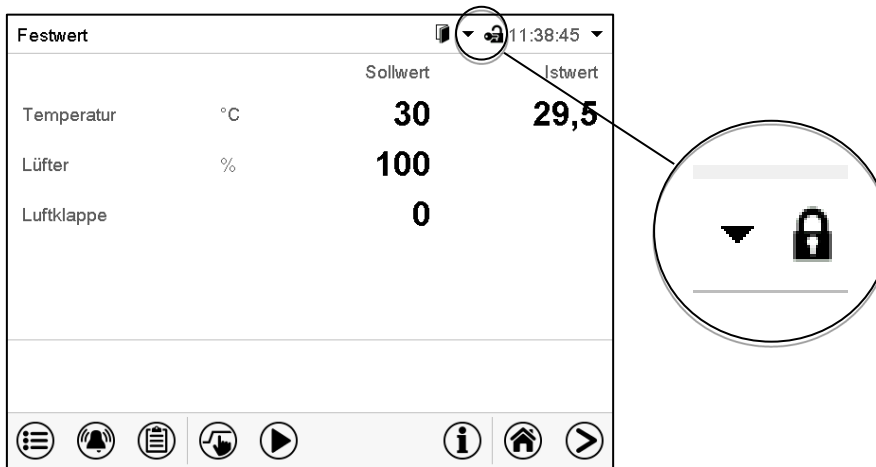 Festwert 11:38:45
Sollwert Istwert
Temperatur °C 30 29,5
Lüfter % 100
Luftklappe 0